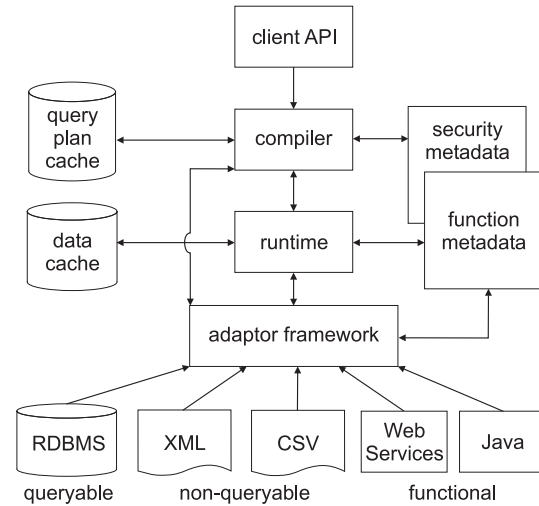 client API
query
plan
cache
compiler
security
metadata
function
metadata
data
cache
runtime
adaptor framework
RDBMS
XML
CSV
Web
Services
Java
queryable
non-queryable
functional